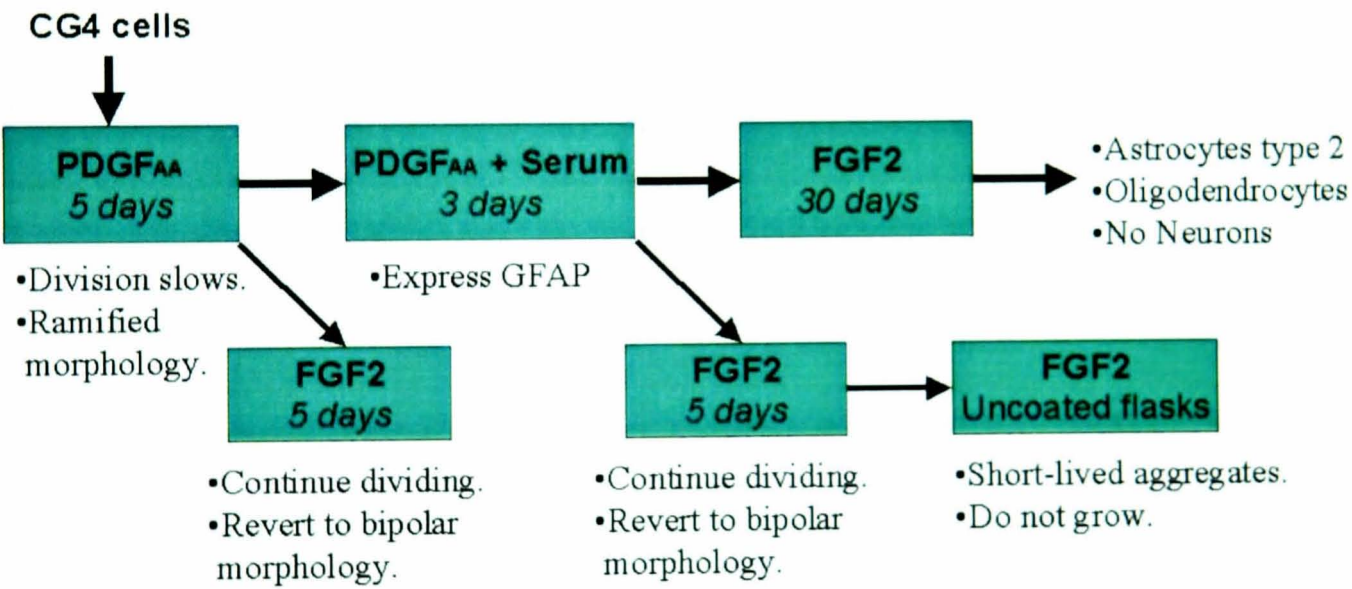 CG4 cells
PDGFAA
5 days
PDGFAA + Serum
3 days
FGF2
30 days
•Astrocytes type 2
•Oligodendrocytes
•No Neurons
•Division slows.
•Ramified
morphology.
•Express GFAP
FGF2
5 days
FGF2
5 days
FGF2
Uncoated flasks
•Continue dividing.
•Revert to bipolar
morphology.
•Continue dividing.
•Revert to bipolar
morphology.
•Short-lived aggregates.
•Do not grow.